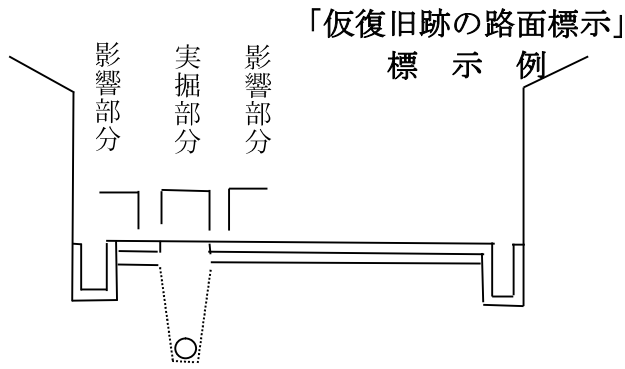 「仮復旧跡の路面標示」
標 示 例
影響部分
実掘部分
影響部分